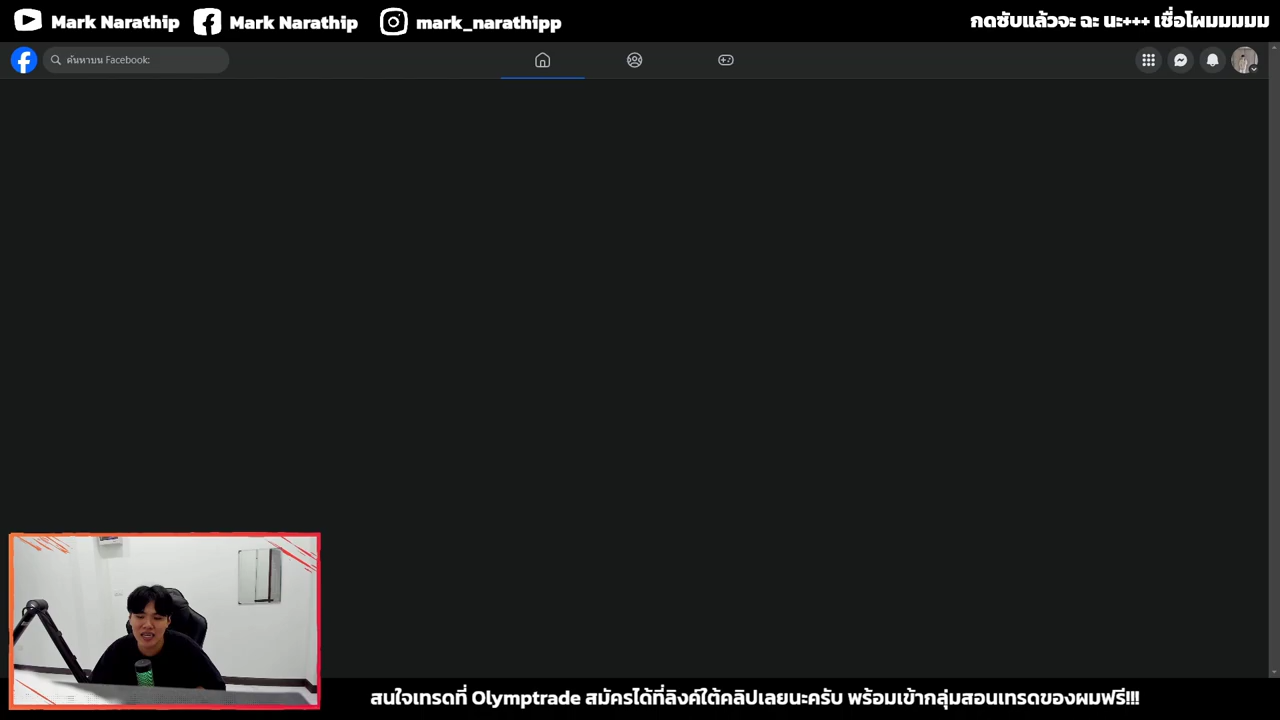 Mark Narathip Mark Narathip mark_narathipp กดซับแล้วจะ ฉะ นะ+++ เชื่อโผมมมมม
ค้นหาบน Facebook:
สนใจเทรดที่ Olymptrade สมัครได้ที่ลิงค์ใต้คลิปเลยนะครับ พร้อมเข้ากลุ่มสอนเทรดของผมฟรี!!!